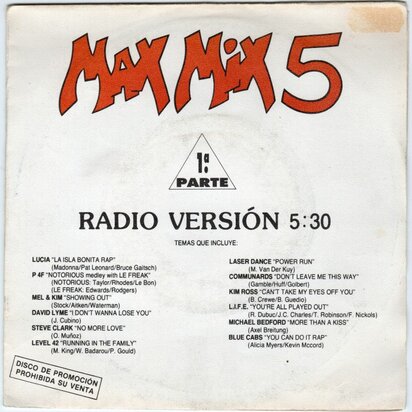 MAX MIX 5
1ª
PARTE
RADIO VERSIÓN 5:30
TEMAS QUE INCLUYE:
LUCIA "LA ISLA BONITA RAP"
(Madonna/Pat Leonard/Bruce Gaitsch)
P 4F "NOTORIOUS medley with LE FREAK"
(NOTORIOUS: Taylor/Rhodes/Le Bon)
(LE FREAK: Edwards/Rodgers)
MEL & KIM "SHOWING OUT"
(Stock/Aitken/Waterman)
DAVID LYME "I DON'T WANNA LOSE YOU"
(J. Cubino)
STEVE CLARK "NO MORE LOVE"
(O. Muñoz)
LEVEL 42 "RUNNING IN THE FAMILY"
(M. King/W. Badarou/P. Gould)
LASER DANCE "POWER RUN"
(M. Van Der Kuy)
COMMUNARDS "DON'T LEAVE ME THIS WAY"
(Gamble/Huff/Golbert)
KIM ROSS "CAN'T TAKE MY EYES OFF YOU"
(B. Crewe/B. Guedio)
L.I.F.E. "YOU'RE ALL PLAYED OUT"
(R. Dubuc/J.C. Charles/T. Robinson/F. Nickols)
MICHAEL BEDFORD "MORE THAN A KISS"
(Axel Breitung)
BLUE CABS "YOU CAN DO IT RAP"
(Alicia Myers/Kevin Mccord)
DISCO DE PROMOCIÓN
PROHIBIDA SU VENTA